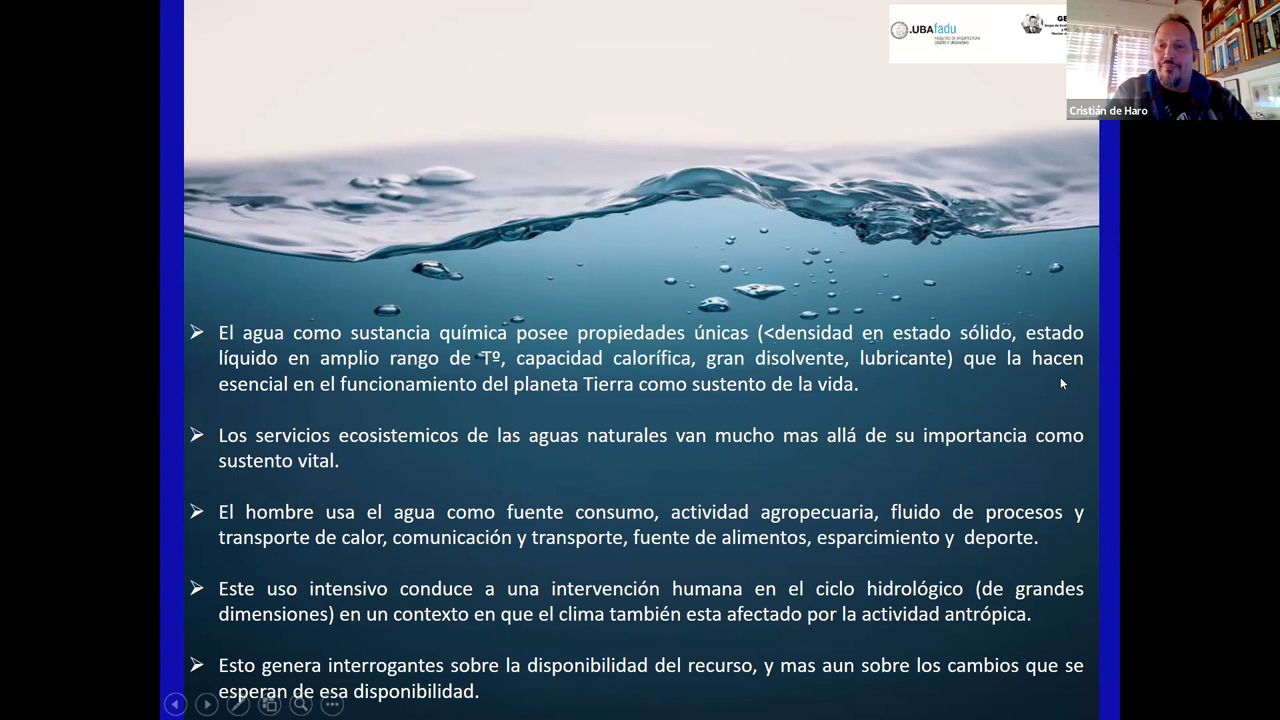 .UBAfadu
FACULTAD DE ARQUITECTURA
DISEÑO Y URBANISMO
GE
Cristián de Haro
El agua como sustancia química posee propiedades únicas (<densidad en estado sólido, estado
líquido en amplio rango de Tº, capacidad calorífica, gran disolvente, lubricante) que la hacen
esencial en el funcionamiento del planeta Tierra como sustento de la vida.
Los servicios ecosistemicos de las aguas naturales van mucho mas allá de su importancia como
sustento vital.
El hombre usa el agua como fuente consumo, actividad agropecuaria, fluido de procesos y
transporte de calor, comunicación y transporte, fuente de alimentos, esparcimiento y deporte.
Este uso intensivo conduce a una intervención humana en el ciclo hidrológico (de grandes
dimensiones) en un contexto en que el clima también esta afectado por la actividad antrópica.
Esto genera interrogantes sobre la disponibilidad del recurso, y mas aun sobre los cambios que se
esperan de esa disponibilidad.